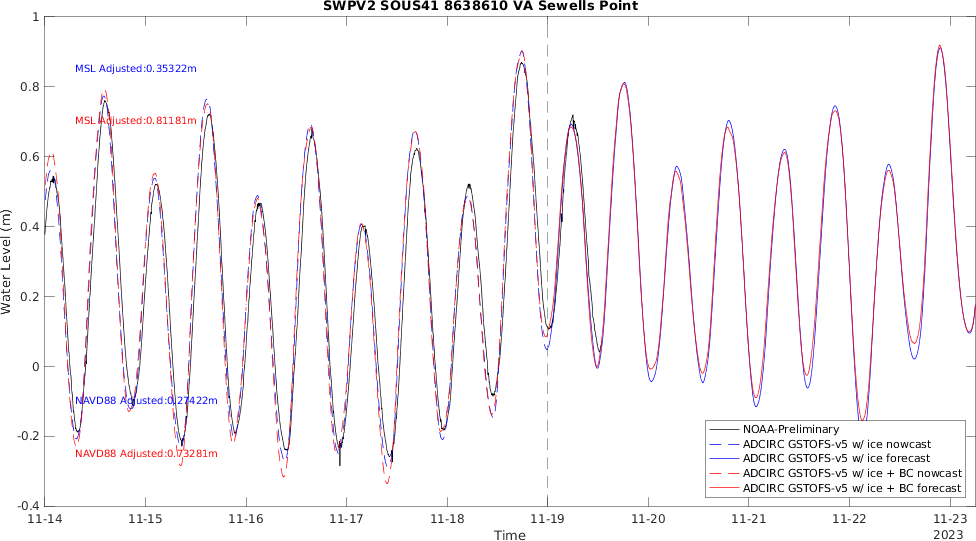 SWPV2 SOUS41 8638610 VA Sewells Point
1
0.8
0.6
0.4
0.2
0
-0.2
-0.4
Water Level (m)
MSL Adjusted:0.35322m
MSL Adjusted:0.81181m
NAVD88 Adjusted:0.27422m
NAVD88 Adjusted:0.73281m
NOAA-Preliminary
ADCIRC GSTOFS-v5 w/ ice nowcast
ADCIRC GSTOFS-v5 w/ ice forecast
ADCIRC GSTOFS-v5 w/ ice + BC nowcast
ADCIRC GSTOFS-v5 w/ ice + BC forecast
11-14 11-15 11-16 11-17 11-18 11-19 11-20 11-21 11-22 11-23
Time
2023